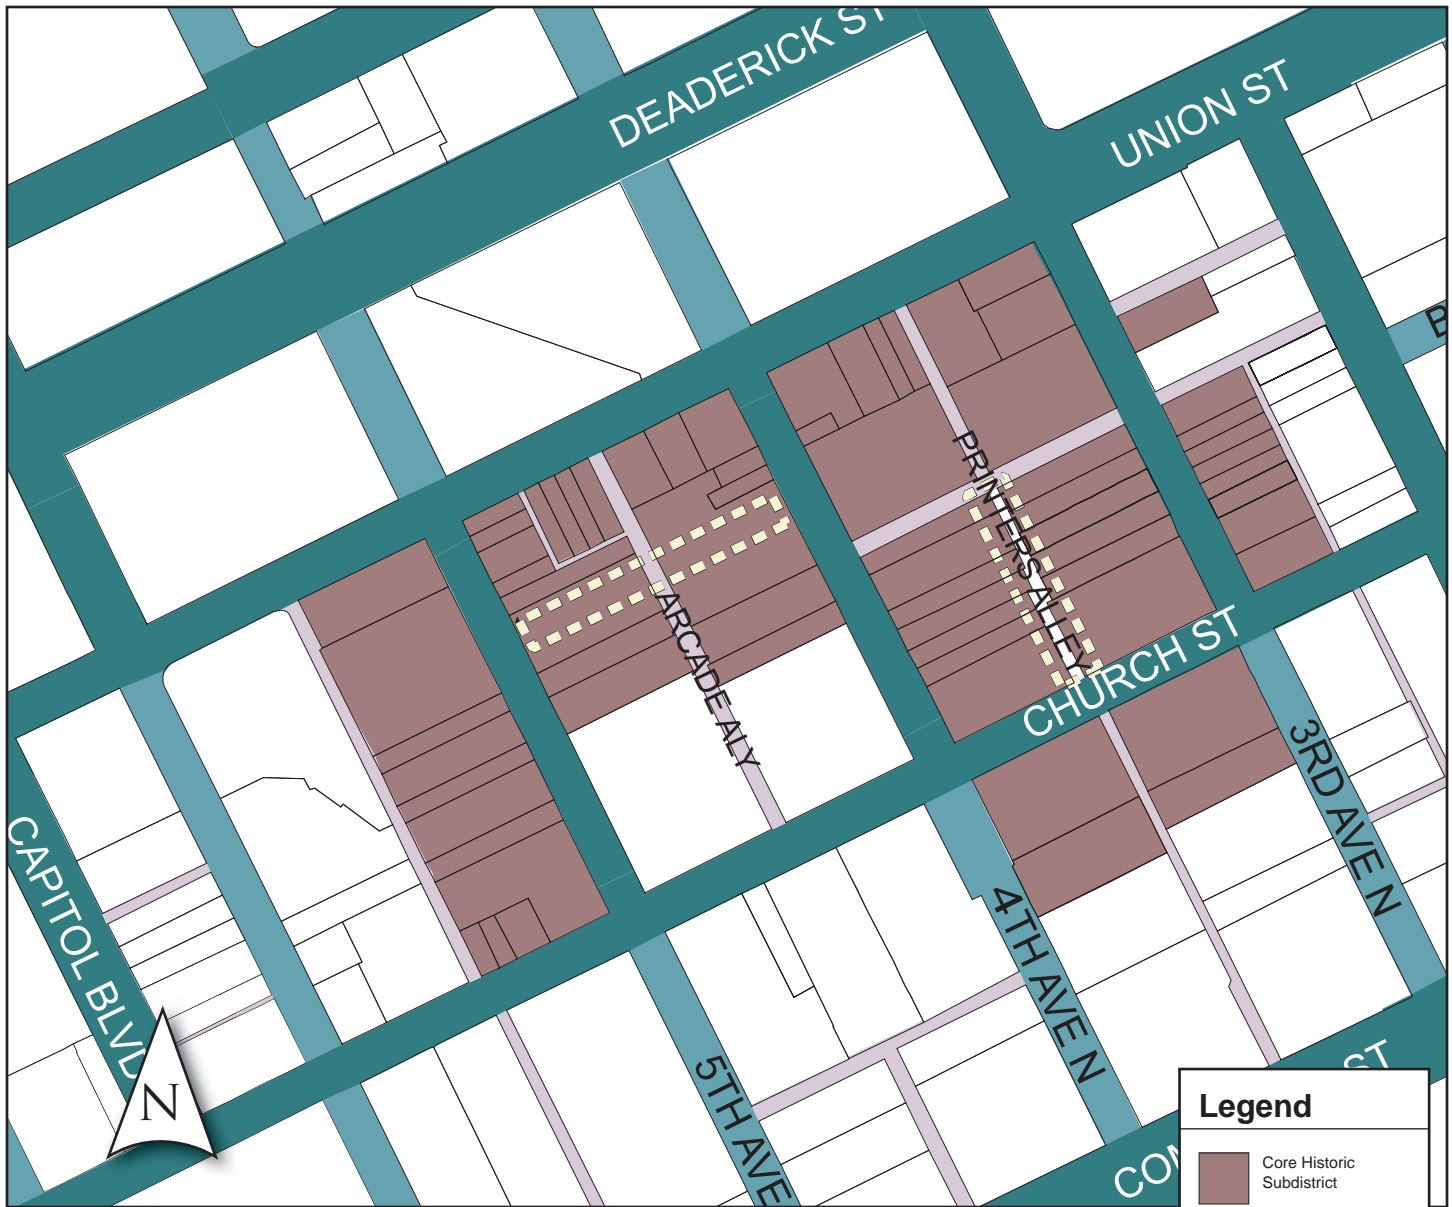 DEADERICK ST
UNION ST
PRINTERS ALLEY
ARCADE ALY
CHURCH ST
3RD AVE N
4TH AVE N
CAPITOL BLVD
5TH AVE
ST
N
Legend
Core Historic
Subdistrict